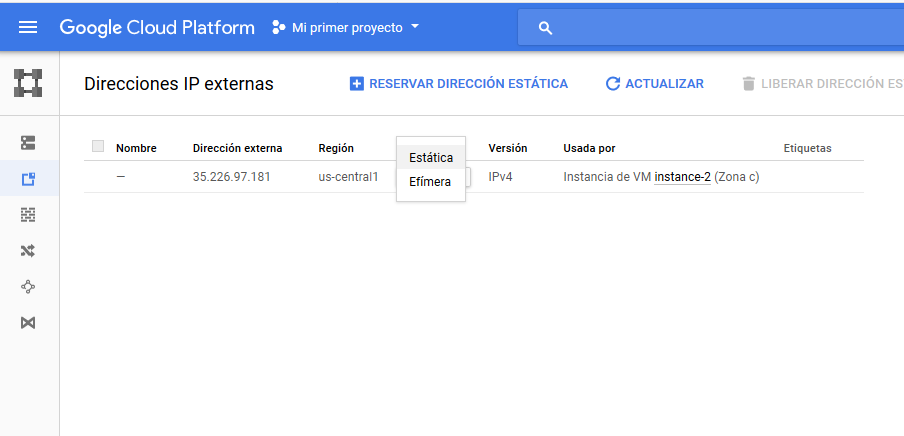 Google Cloud Platform Mi primer proyecto
Direcciones IP externas RESERVAR DIRECCIÓN ESTÁTICA ACTUALIZAR LIBERAR DIRECCIÓN ES
Nombre Dirección externa Región Versión Usada por Etiquetas
Estática
— 35.226.97.181 us-central1 IPv4 Instancia de VM instance-2 (Zona c)
Efímera